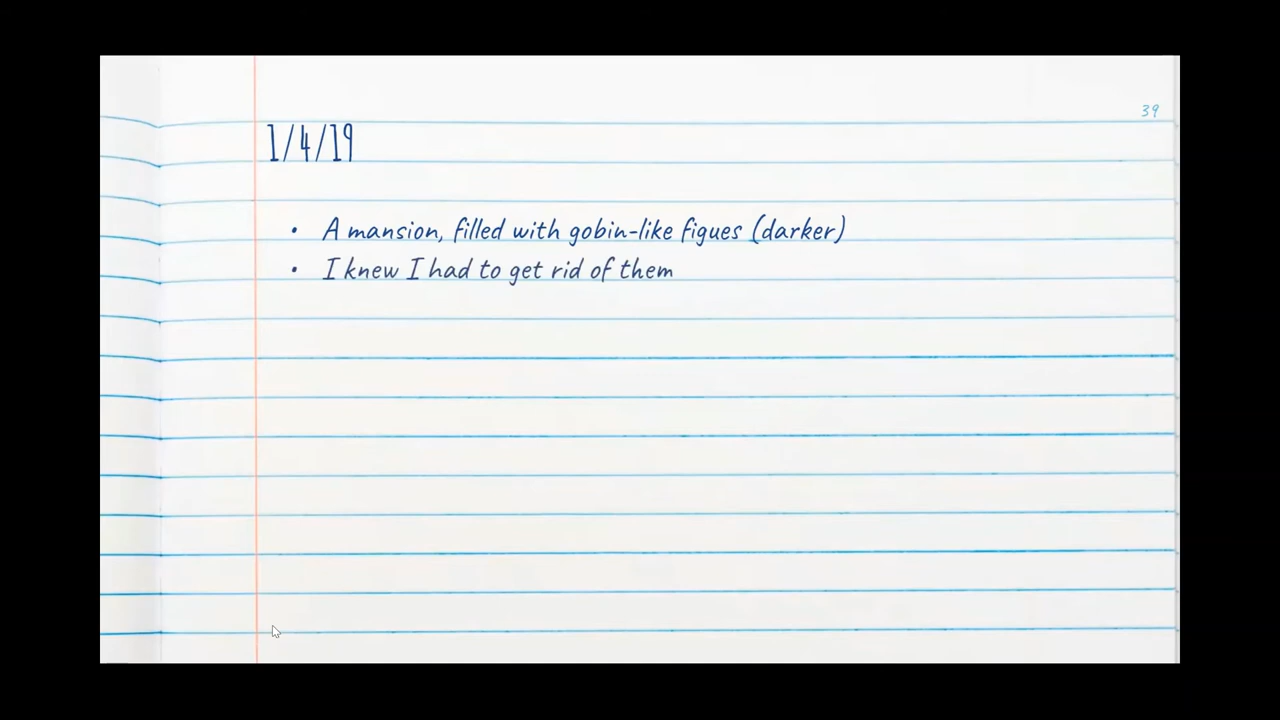 39
1/4/19
• A mansion, filled with gobin-like figues (darker)
• I knew I had to get rid of them